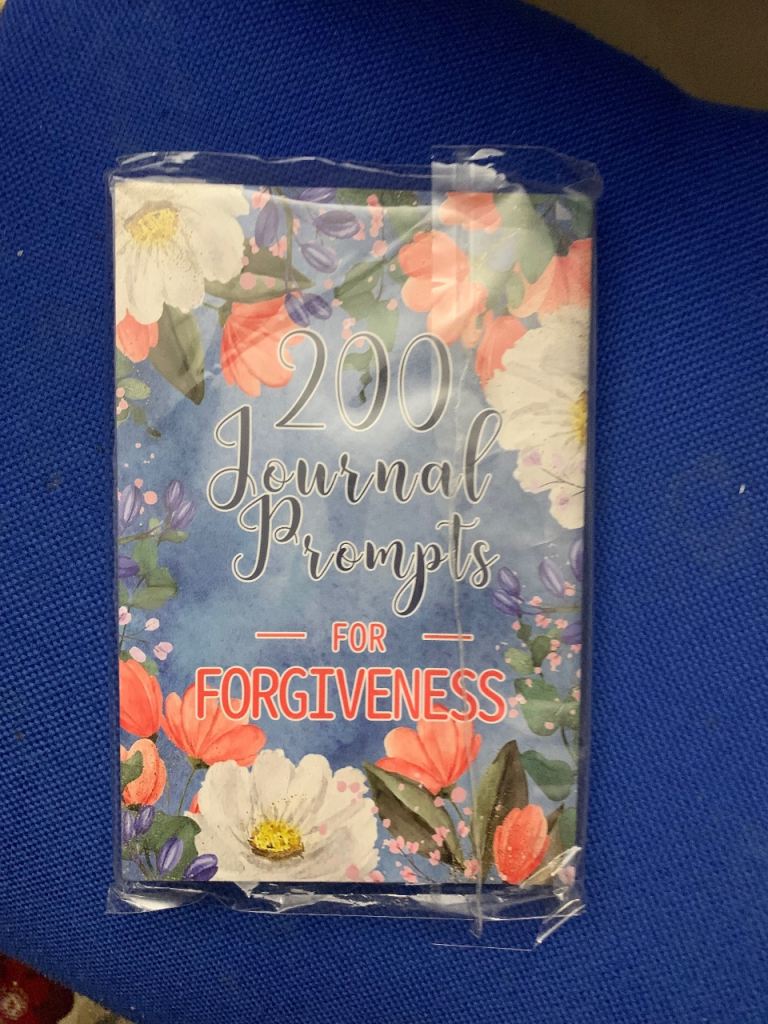 200
Journal
Prompts
FOR
FORGIVENESS